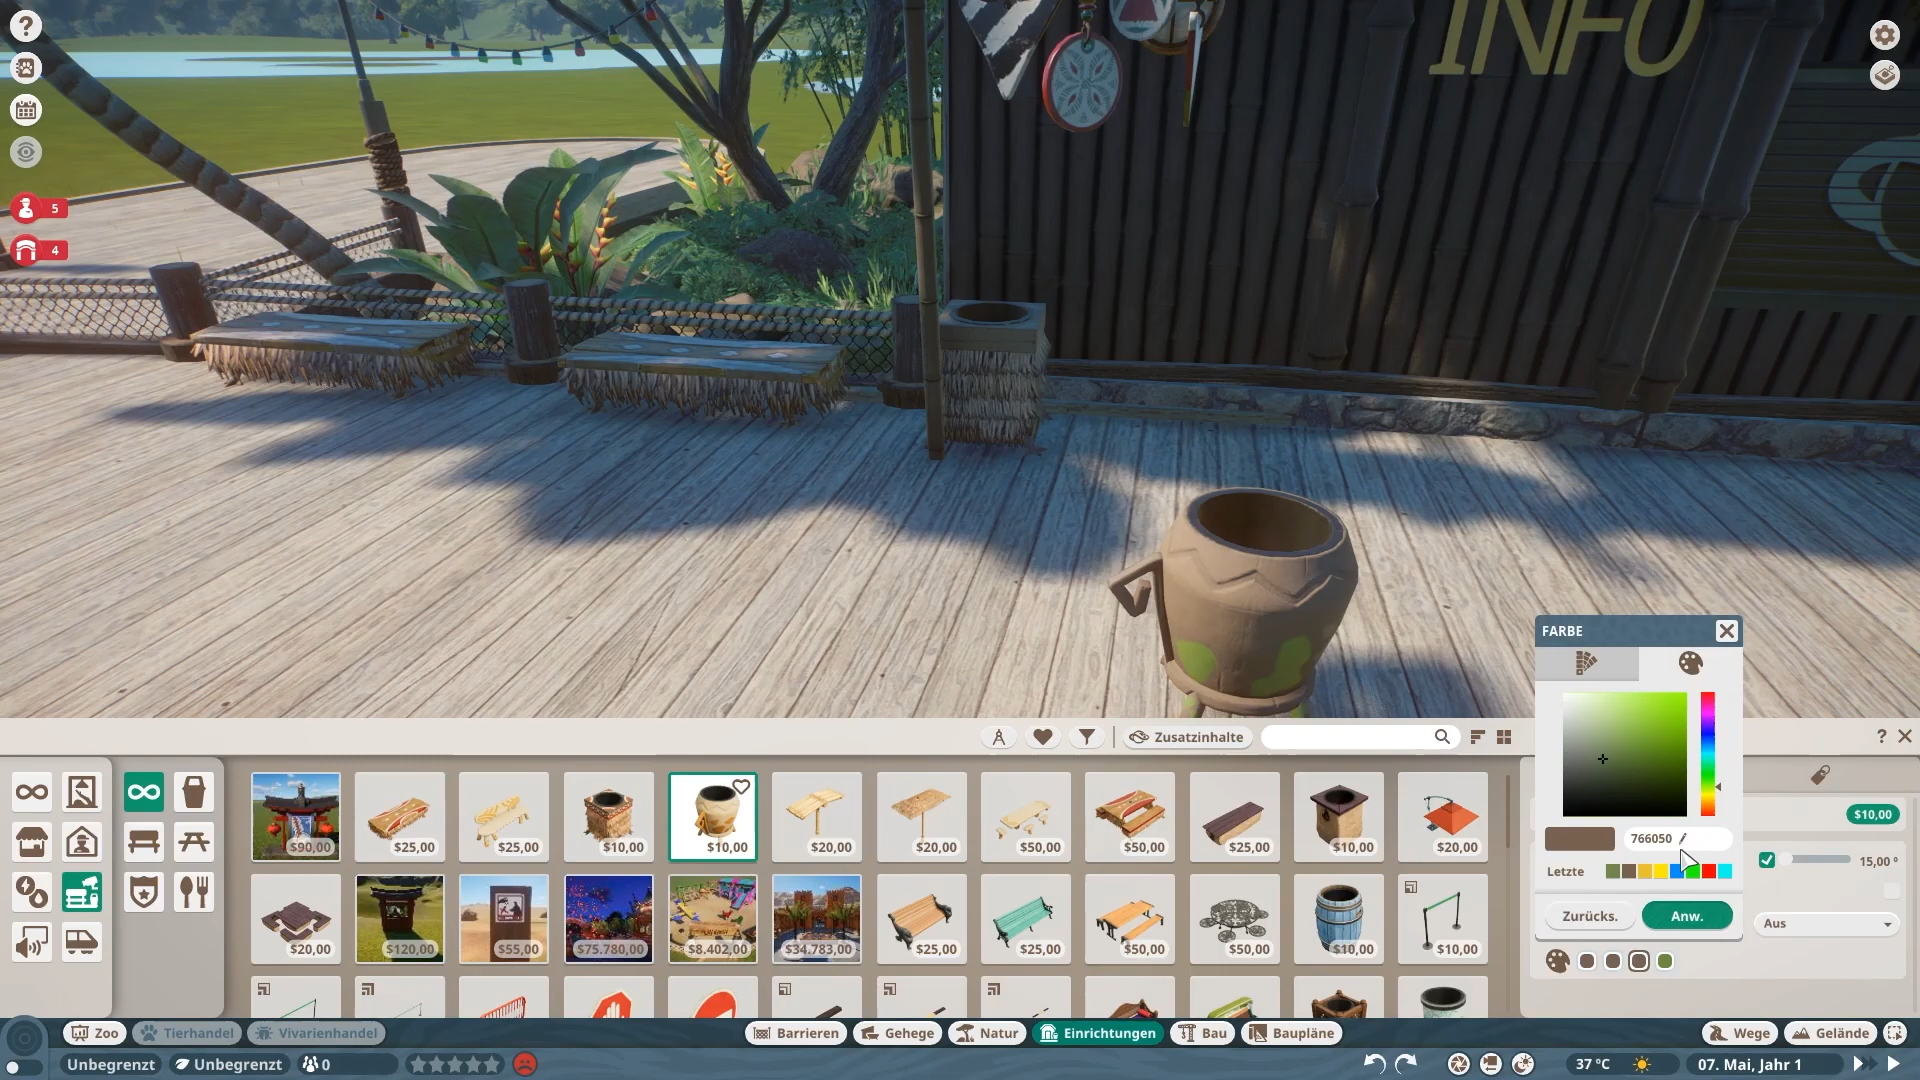 INFO
?
5
4
FARBE
766050
Letzte
Zurücks.
Anw.
Zusatzinhalte
?
$10,00
15,00 °
Aus
$90,00
$25,00
$25,00
$10,00
$10,00
$20,00
$20,00
$50,00
$50,00
$25,00
$10,00
$20,00
$20,00
$120,00
$55,00
$75.780,00
$8.402,00
$34.783,00
$25,00
$25,00
$50,00
$50,00
$10,00
$10,00
Zoo
Tierhandel
Vivarienhandel
Barrieren
Gehege
Natur
Einrichtungen
Bau
Baupläne
Wege
Gelände
Unbegrenzt
Unbegrenzt
0
37 °C
07. Mai, Jahr 1